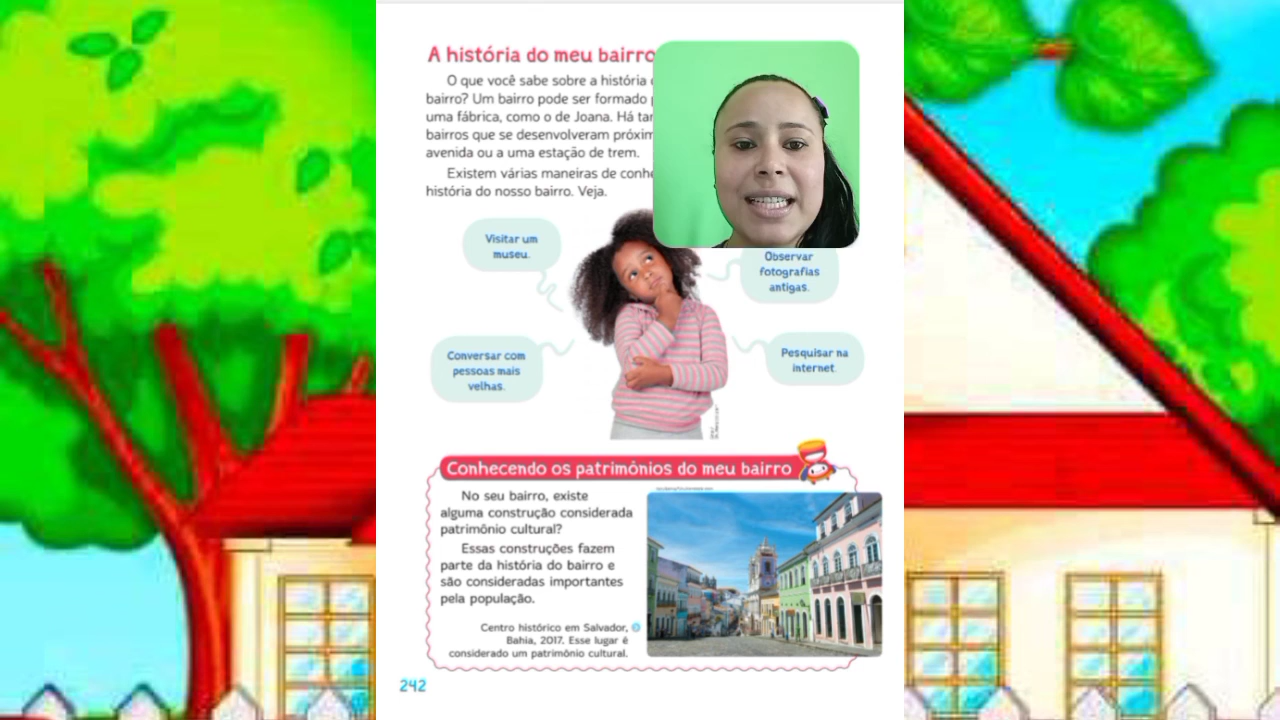 A história do meu bairro
O que você sabe sobre a história
bairro? Um bairro pode ser formado
uma fábrica, como o de Joana. Há
bairros que se desenvolveram
avenida ou a uma estação de trem.
Existem várias maneiras de
história do nosso bairro. Veja.
Visitar um
museu.
Observar
fotografias
antigas.
Conversar com
pessoas mais
velhas.
Pesquisar na
internet.
Conhecendo os patrimônios do meu bairro
No seu bairro, existe
alguma construção considerada
patrimônio cultural?
Essas construções fazem
parte da história do bairro e
são consideradas importantes
pela população.
Centro histórico em Salvador,
Bahia, 2017. Esse lugar é
considerado um patrimônio cultural.
242